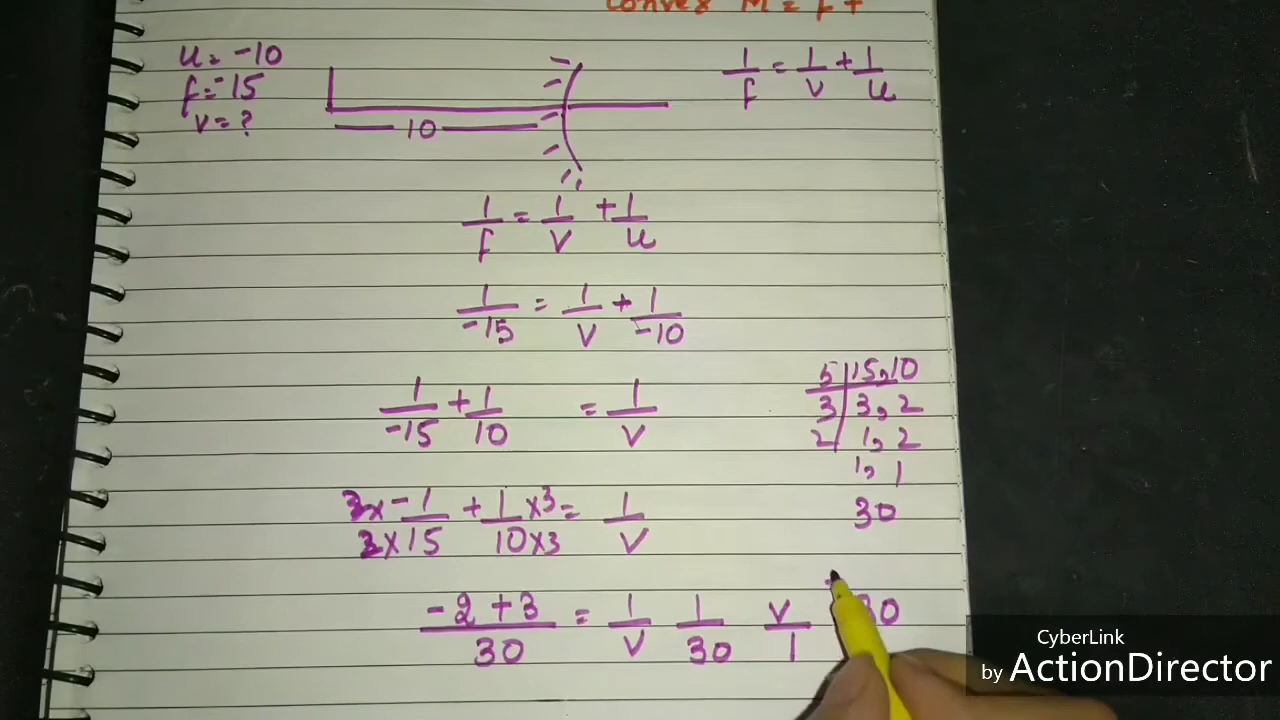 convex M = f +
u = -10
f = -15
v = ?
10
1/f = 1/v + 1/u
1/f = 1/v + 1/u
1/-15 = 1/v + 1/-10
1/-15 + 1/10 = 1/v
5 | 15, 10
3 | 3, 2
2 | 1, 2
1, 1
30
2 × -1 / 2 × 15 + 1 × 3 / 10 × 3 = 1/v
-2 + 3 / 30 = 1/v 1/30 v/1 30
CyberLink
by ActionDirector